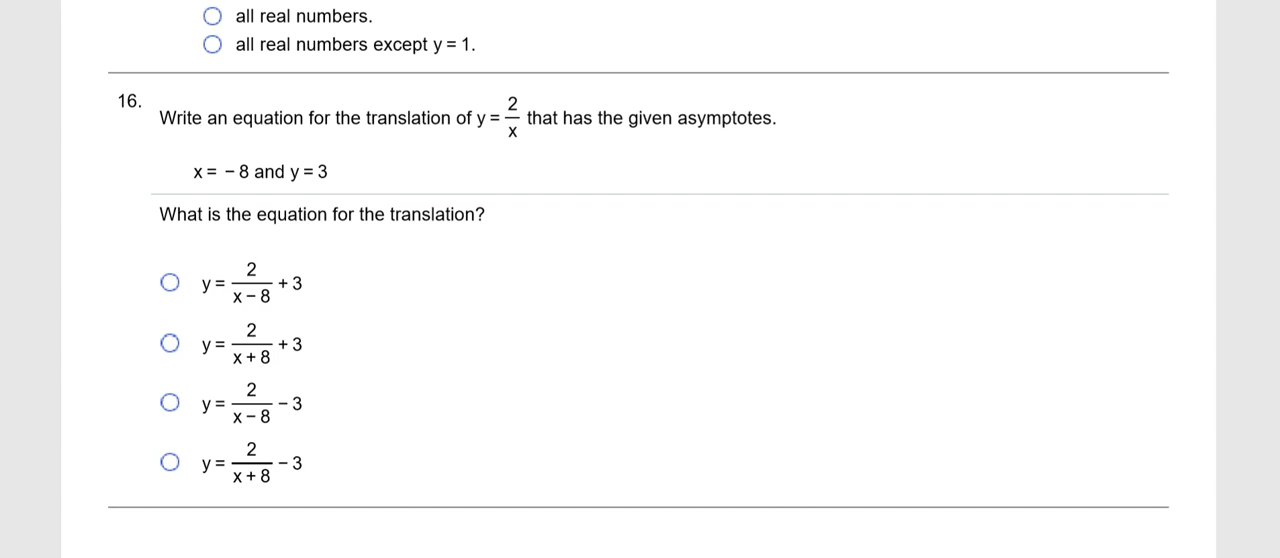 all real numbers.
all real numbers except y = 1.
16.
Write an equation for the translation of y = 2/x that has the given asymptotes.
x = − 8 and y = 3
What is the equation for the translation?
y = 2/(x − 8) + 3
y = 2/(x + 8) + 3
y = 2/(x − 8) − 3
y = 2/(x + 8) − 3